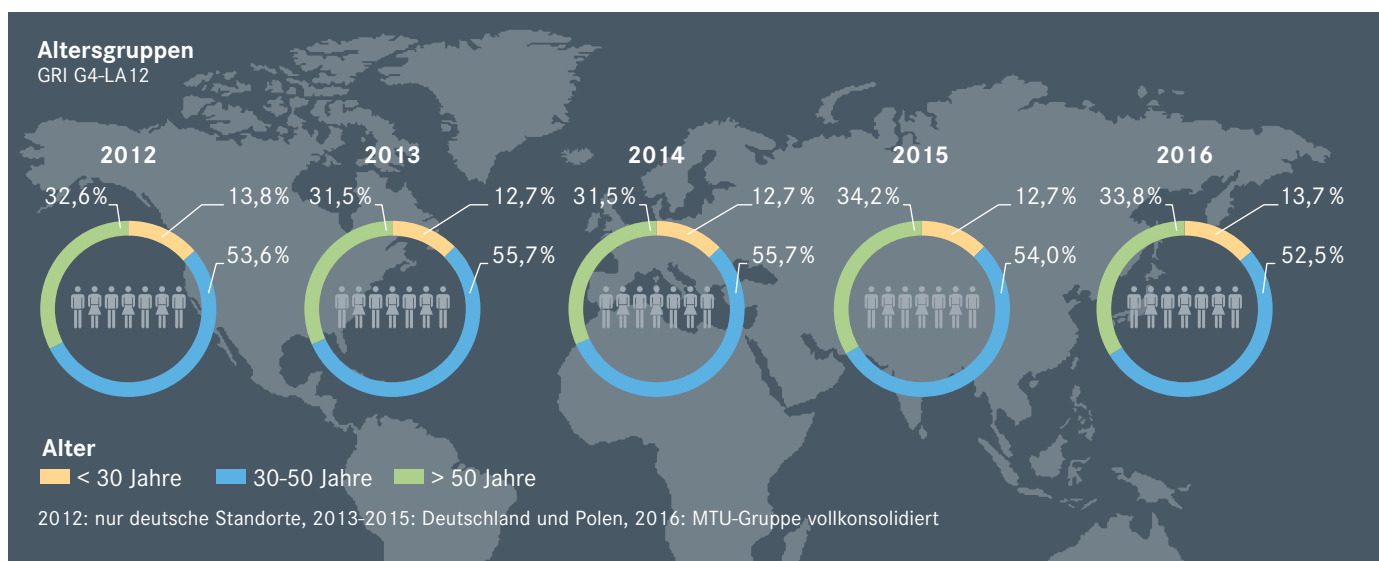 Altersgruppen
GRI G4-LA12
2012
2013
2014
2015
2016
32,6%
13,8%
31,5%
12,7%
31,5%
12,7%
34,2%
12,7%
33,8%
13,7%
53,6%
55,7%
55,7%
54,0%
52,5%
Alter
< 30 Jahre
30-50 Jahre
> 50 Jahre
2012: nur deutsche Standorte, 2013-2015: Deutschland und Polen, 2016: MTU-Gruppe vollkonsolidiert